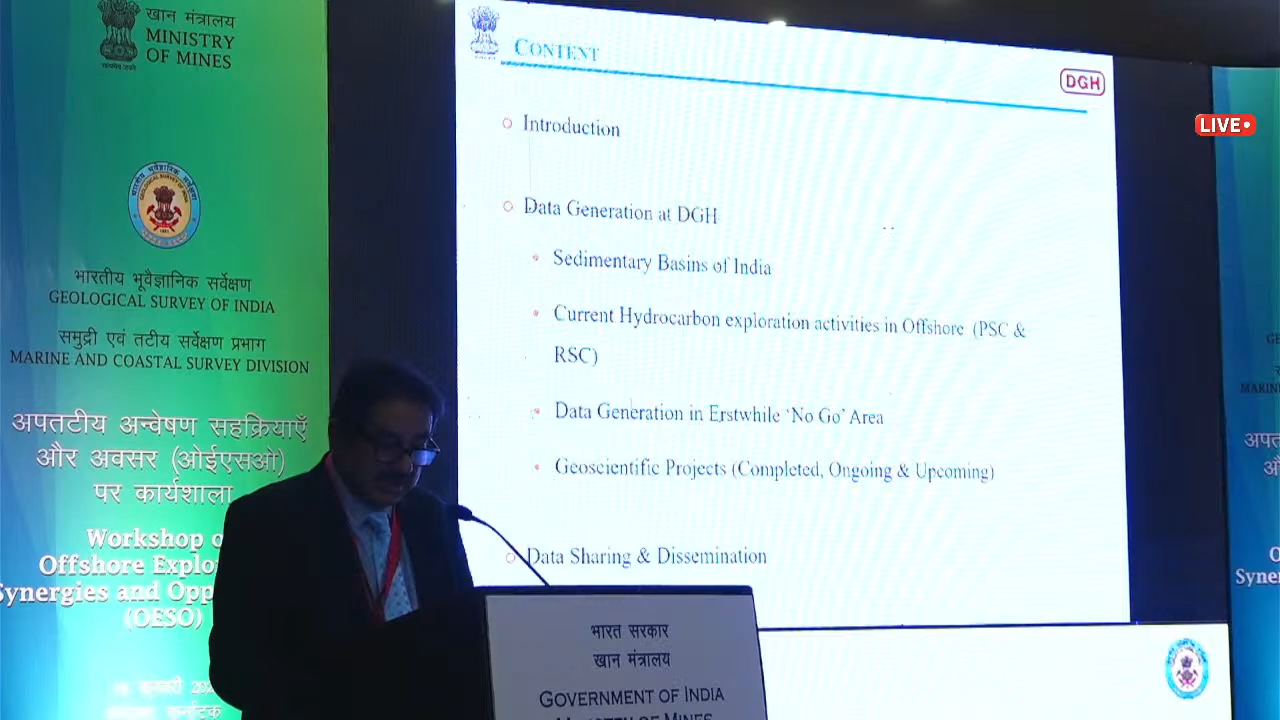 खान मंत्रालय
MINISTRY
OF MINES
भारतीय भूवैज्ञानिक सर्वेक्षण
GEOLOGICAL SURVEY OF INDIA
समुद्री एवं तटीय सर्वेक्षण प्रभाग
MARINE AND COASTAL SURVEY DIVISION
अपतटीय अन्वेषण सहक्रियाएँ
और अवसर (ओईएसओ)
पर कार्यशाला
Workshop
Offshore
Synergies and
(OESO)
CONTENT
DGH
Introduction
Data Generation at DGH
Sedimentary Basins of India
Current Hydrocarbon exploration activities in Offshore (PSC &
RSC)
Data Generation in Erstwhile ‘No Go’ Area
Geoscientific Projects (Completed, Ongoing & Upcoming)
Data Sharing & Dissemination
LIVE
भारत सरकार
खान मंत्रालय
GOVERNMENT OF INDIA
MINISTRY OF MINES